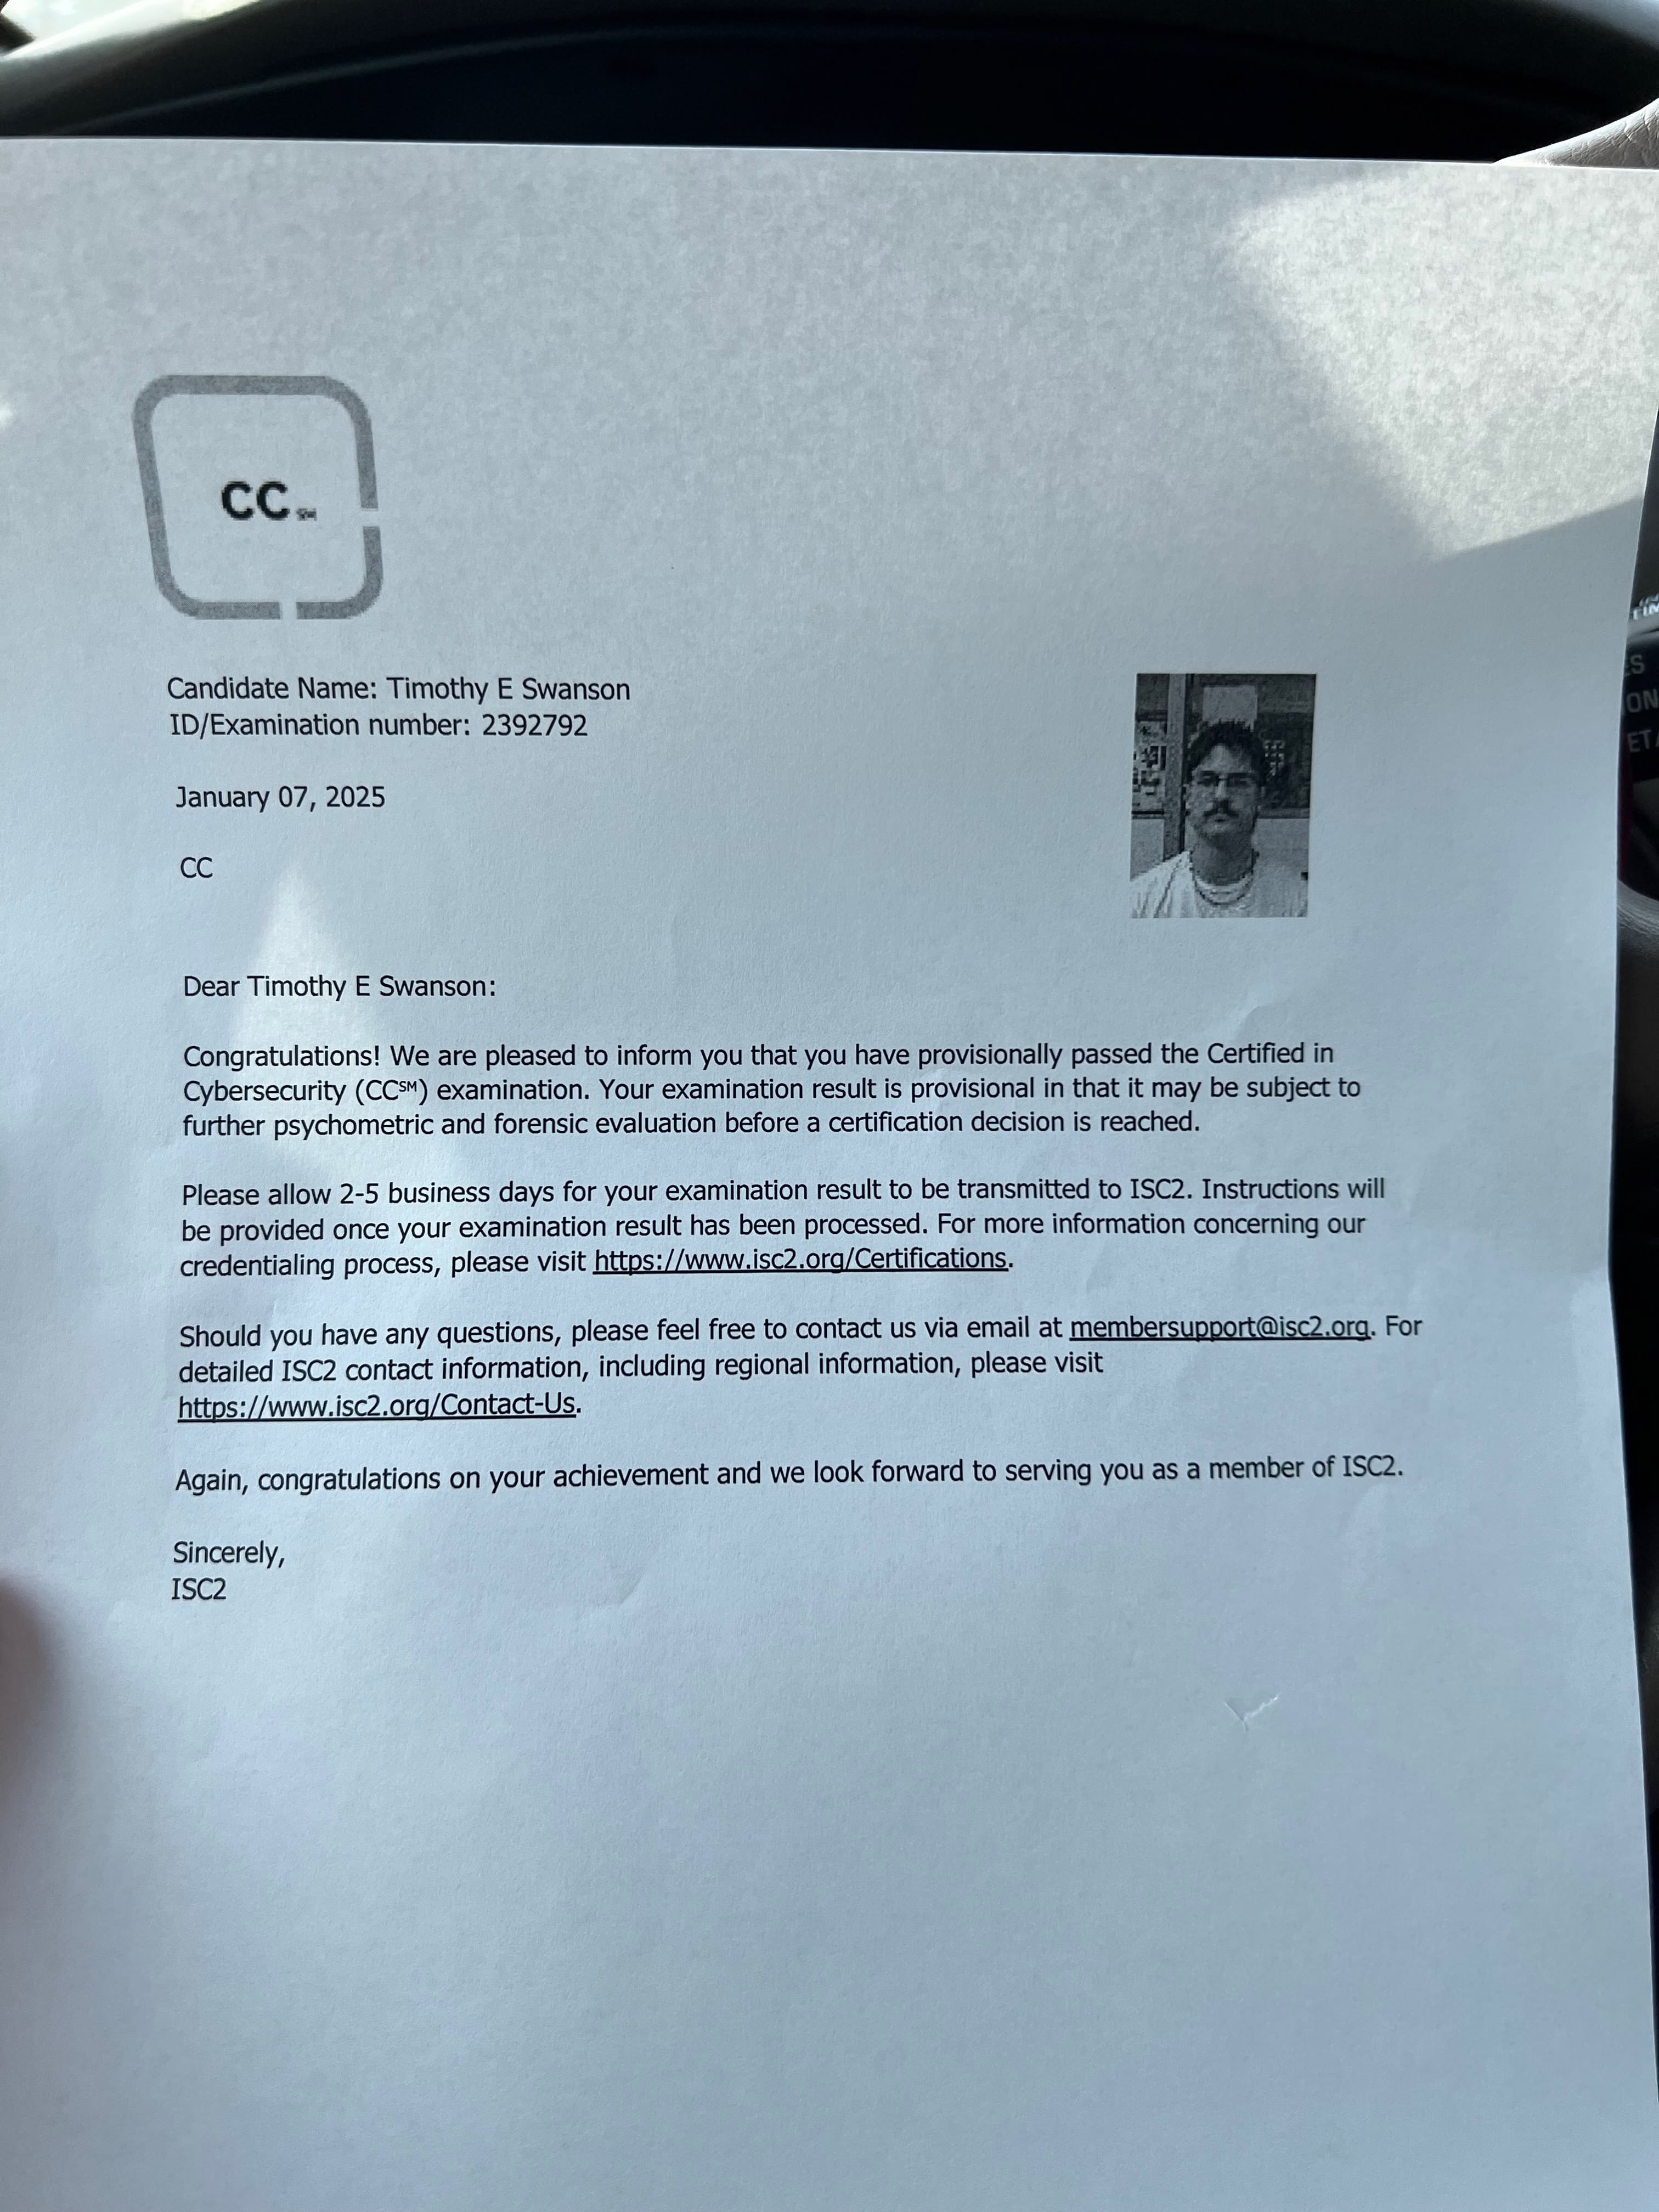 CC SM
Candidate Name: Timothy E Swanson
ID/Examination number: 2392792
January 07, 2025
CC
Dear Timothy E Swanson:
Congratulations! We are pleased to inform you that you have provisionally passed the Certified in
Cybersecurity (CC℠) examination. Your examination result is provisional in that it may be subject to
further psychometric and forensic evaluation before a certification decision is reached.
Please allow 2-5 business days for your examination result to be transmitted to ISC2. Instructions will
be provided once your examination result has been processed. For more information concerning our
credentialing process, please visit https://www.isc2.org/Certifications.
Should you have any questions, please feel free to contact us via email at membersupport@isc2.org. For
detailed ISC2 contact information, including regional information, please visit
https://www.isc2.org/Contact-Us.
Again, congratulations on your achievement and we look forward to serving you as a member of ISC2.
Sincerely,
ISC2